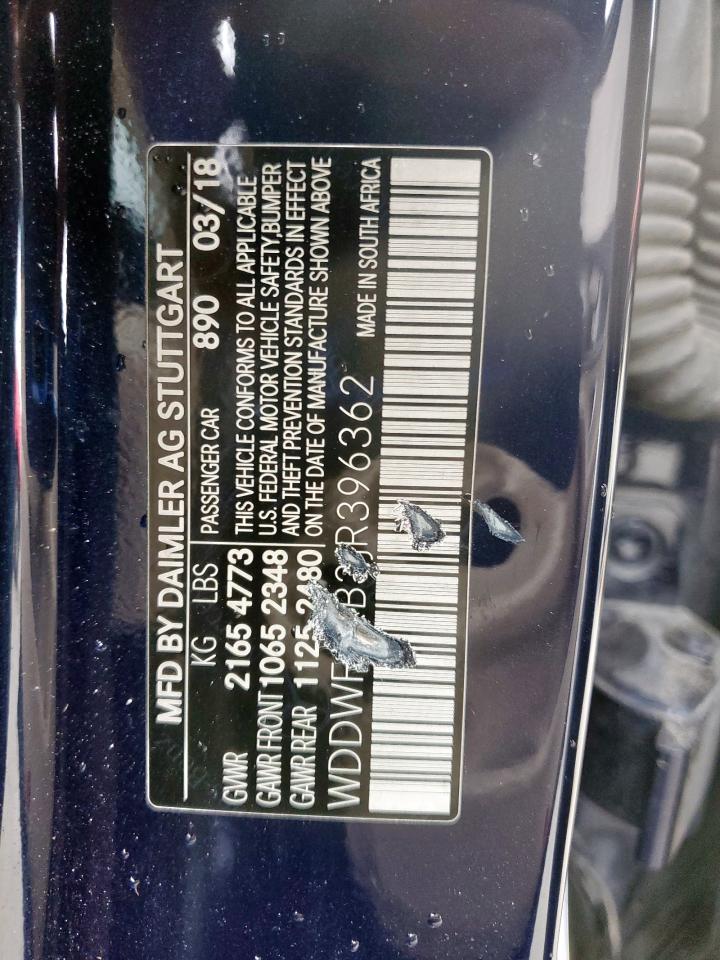 MFD BY DAIMLER AG STUTTGART
KG LBS PASSENGER CAR 890 03/18
GVWR 2165 4773 THIS VEHICLE CONFORMS TO ALL APPLICABLE
GAWR FRONT 1065 2348 U.S. FEDERAL MOTOR VEHICLE SAFETY,BUMPER
GAWR REAR 1125 2480 AND THEFT PREVENTION STANDARDS IN EFFECT
ON THE DATE OF MANUFACTURE SHOWN ABOVE
MADE IN SOUTH AFRICA